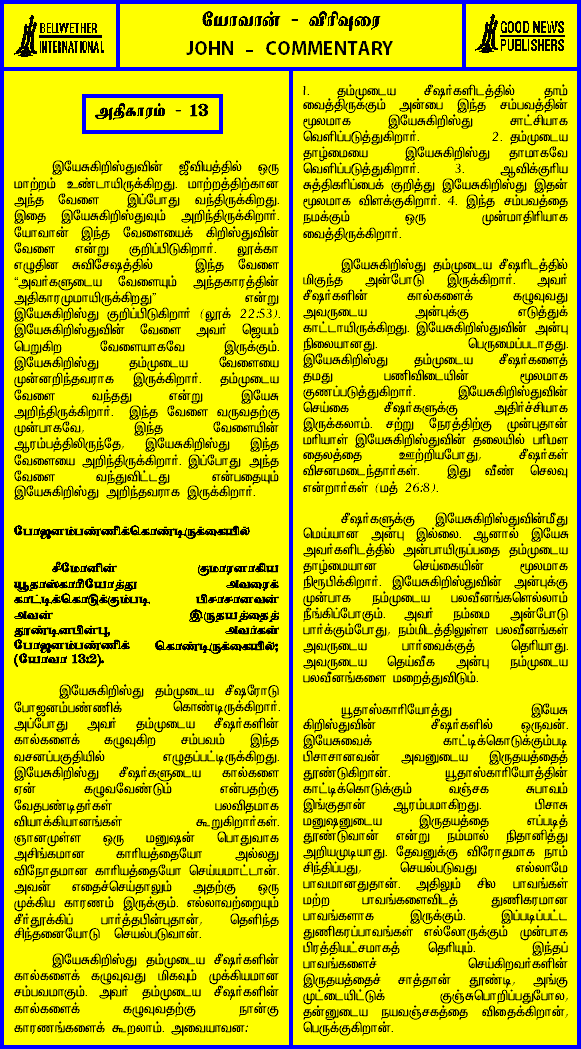 BELWETHER
INTERNATIONAL
யோவான் - விரிவுரை
JOHN - COMMENTARY
GOOD NEWS
PUBLISHERS
அதிகாரம் - 13
இயேசுகிறிஸ்துவின் ஜீவியத்தில் ஒரு
மாற்றம் உண்டாயிருக்கிறது. மாற்றத்திற்கான
அந்த வேளை இப்போது வந்திருக்கிறது.
இதை இயேசுகிறிஸ்துவும் அறிந்திருக்கிறார்.
யோவான் இந்த வேளையைக் கிறிஸ்துவின்
வேளை என்று குறிப்பிடுகிறார். லூக்கா
எழுதின சுவிசேஷத்தில் இந்த வேளை
“அவர்களுடைய வேளையும் அந்தகாரத்தின்
அதிகாரமுமாயிருக்கிறது” என்று
இயேசுகிறிஸ்து குறிப்பிடுகிறார் (லூக் 22:53).
இயேசுகிறிஸ்துவின் வேளை அவர் ஜெயம்
பெறுகிற வேளையாகவே இருக்கும்.
இயேசுகிறிஸ்து தம்முடைய வேளையை
முன்னறிந்தவராக இருக்கிறார். தம்முடைய
வேளை வந்தது என்று இயேசு
அறிந்திருக்கிறார். இந்த வேளை வருவதற்கு
முன்பாகவே, இந்த வேளையின்
ஆரம்பத்திலிருந்தே, இயேசுகிறிஸ்து இந்த
வேளையை அறிந்திருக்கிறார். இப்போது அந்த
வேளை வந்துவிட்டது என்பதையும்
இயேசுகிறிஸ்து அறிந்தவராக இருக்கிறார்.
போஜனம்பண்ணிக்கொண்டிருக்கையில்
சீமோனின் குமாரனாகிய
யூதாஸ்காரியோத்து அவரைக்
காட்டிக்கொடுக்கும்படி பிசாசானவன்
அவன் இருதயத்தைத்
தூண்டினபின்பு, அவர்கள்
போஜனம்பண்ணிக் கொண்டிருக்கையில்;
(யோவா 13:2).
இயேசுகிறிஸ்து தம்முடைய சீஷரோடு
போஜனம்பண்ணிக் கொண்டிருக்கிறார்.
அப்போது அவர் தம்முடைய சீஷர்களின்
கால்களைக் கழுவுகிற சம்பவம் இந்த
வசனப்பகுதியில் எழுதப்பட்டிருக்கிறது.
இயேசுகிறிஸ்து சீஷர்களுடைய கால்களை
ஏன் கழுவவேண்டும் என்பதற்கு
வேதபண்டிதர்கள் பலவிதமாக
வியாக்கியானங்கள் கூறுகிறார்கள்.
ஞானமுள்ள ஒரு மனுஷன் பொதுவாக
அசிங்கமான காரியத்தையோ அல்லது
விநோதமான காரியத்தையோ செய்யமாட்டான்.
அவன் எதைச்செய்தாலும் அதற்கு ஒரு
முக்கிய காரணம் இருக்கும். எல்லாவற்றையும்
சீர்தூக்கிப் பார்த்தபின்புதான், தெளிந்த
சிந்தனையோடு செயல்படுவான்.
இயேசுகிறிஸ்து தம்முடைய சீஷர்களின்
கால்களைக் கழுவுவது மிகவும் முக்கியமான
சம்பவமாகும். அவர் தம்முடைய சீஷர்களின்
கால்களைக் கழுவுவதற்கு நான்கு
காரணங்களைக் கூறலாம். அவையாவன:
1. தம்முடைய சீஷர்களிடத்தில் தாம்
வைத்திருக்கும் அன்பை இந்த சம்பவத்தின்
மூலமாக இயேசுகிறிஸ்து சாட்சியாக
வெளிப்படுத்துகிறார். 2. தம்முடைய
தாழ்மையை இயேசுகிறிஸ்து தாமாகவே
வெளிப்படுத்துகிறார். 3. ஆவிக்குரிய
சுத்திகரிப்பைக் குறித்து இயேசுகிறிஸ்து இதன்
மூலமாக விளக்குகிறார். 4. இந்த சம்பவத்தை
நமக்கும் ஒரு முன்மாதிரியாக
வைத்திருக்கிறார்.
இயேசுகிறிஸ்து தம்முடைய சீஷரிடத்தில்
மிகுந்த அன்போடு இருக்கிறார். அவர்
சீஷர்களின் கால்களைக் கழுவுவது
அவருடைய அன்புக்கு எடுத்துக்
காட்டாயிருக்கிறது. இயேசுகிறிஸ்துவின் அன்பு
நிலையானது. பெருமைப்படாதது.
இயேசுகிறிஸ்து தம்முடைய சீஷர்களைத்
தமது பணிவிடையின் மூலமாக
குணப்படுத்துகிறார். இயேசுகிறிஸ்துவின்
செய்கை சீஷர்களுக்கு அதிர்ச்சியாக
இருக்கலாம். சற்று நேரத்திற்கு முன்புதான்
மரியாள் இயேசுகிறிஸ்துவின் தலையில் பரிமள
தைலத்தை ஊற்றியபோது, சீஷர்கள்
விசனமடைந்தார்கள். இது வீண் செலவு
என்றார்கள் (மத் 26:8).
சீஷர்களுக்கு இயேசுகிறிஸ்துவின்மீது
மெய்யான அன்பு இல்லை. ஆனால் இயேசு
அவர்களிடத்தில் அன்பாயிருப்பதை தம்முடைய
தாழ்மையான செய்கையின் மூலமாக
நிரூபிக்கிறார். இயேசுகிறிஸ்துவின் அன்புக்கு
முன்பாக நம்முடைய பலவீனங்களெல்லாம்
நீங்கிப்போகும். அவர் நம்மை அன்போடு
பார்க்கும்போது, நம்மிடத்திலுள்ள பலவீனங்கள்
அவருடைய பார்வைக்குத் தெரியாது.
அவருடைய தெய்வீக அன்பு நம்முடைய
பலவீனங்களை மறைத்துவிடும்.
யூதாஸ்காரியோத்து இயேசு
கிறிஸ்துவின் சீஷர்களில் ஒருவன்.
இயேசுவைக் காட்டிக்கொடுக்கும்படி
பிசாசானவன் அவனுடைய இருதயத்தைத்
தூண்டுகிறான். யூதாஸ்காரியோத்தின்
காட்டிக்கொடுக்கும் வஞ்சக சுபாவம்
இங்குதான் ஆரம்பமாகிறது. பிசாசு
மனுஷனுடைய இருதயத்தை எப்படித்
தூண்டுவான் என்று நம்மால் நிதானித்து
அறியமுடியாது. தேவனுக்கு விரோதமாக நாம்
சிந்திப்பது, செயல்படுவது எல்லாமே
பாவமானதுதான். அதிலும் சில பாவங்கள்
மற்ற பாவங்களைவிடத் துணிகரமான
பாவங்களாக இருக்கும். இப்படிப்பட்ட
துணிகரப்பாவங்கள் எல்லோருக்கும் முன்பாக
பிரத்தியட்சமாகத் தெரியும். இந்தப்
பாவங்களைச் செய்கிறவர்களின்
இருதயத்தைச் சாத்தான் தூண்டி, அங்கு
முட்டையிட்டுக் குஞ்சுபொறிப்பதுபோல,
தன்னுடைய நயவஞ்சகத்தை விதைக்கிறான்,
பெருக்குகிறான்.